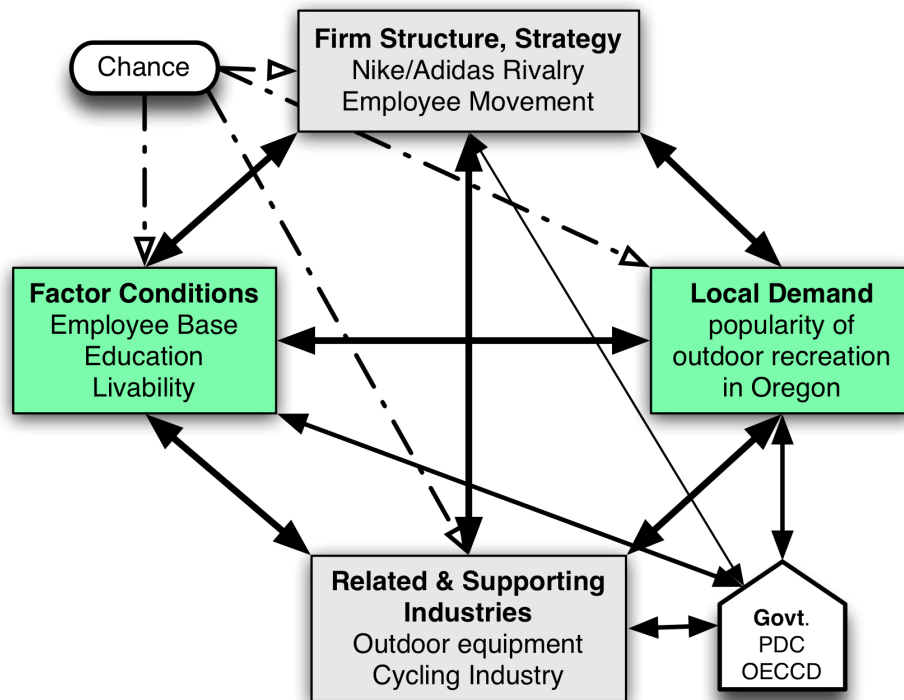 Chance
Firm Structure, Strategy
Nike/Adidas Rivalry
Employee Movement
Factor Conditions
Employee Base
Education
Livability
Local Demand
popularity of
outdoor recreation
in Oregon
Related & Supporting
Industries
Outdoor equipment
Cycling Industry
Govt.
PDC
OECCD